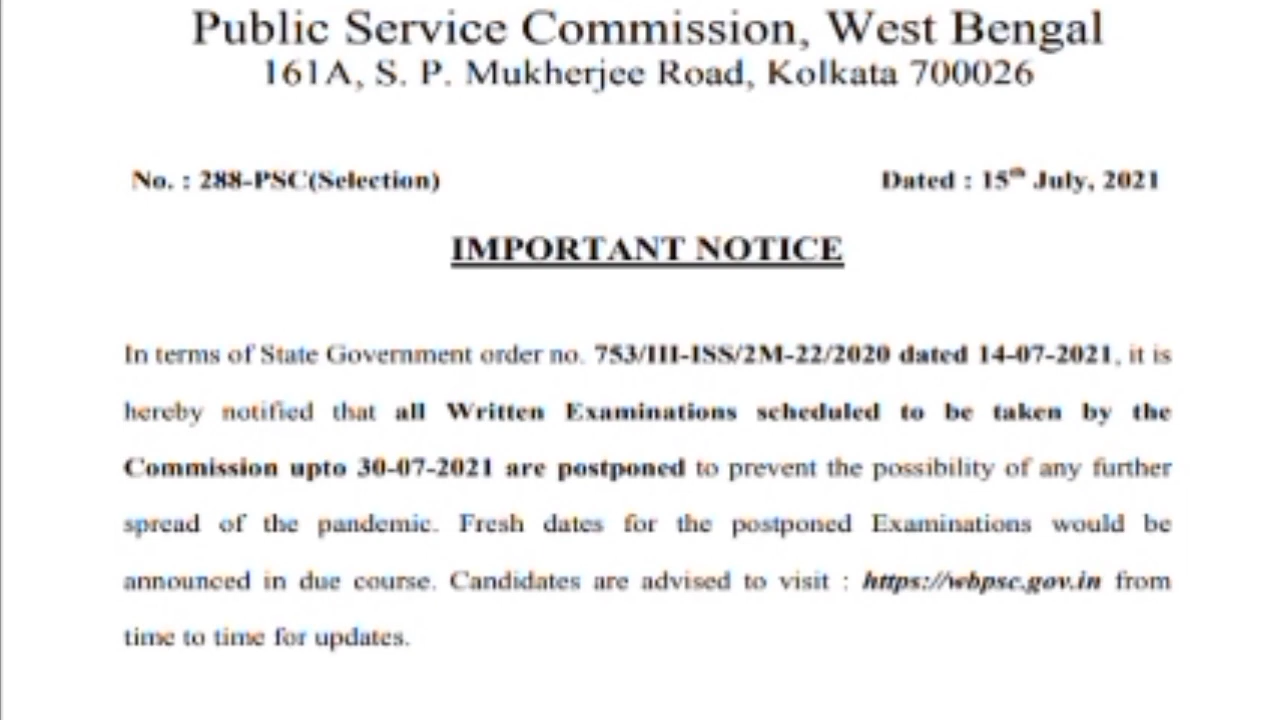 Public Service Commission, West Bengal
161A, S. P. Mukherjee Road, Kolkata 700026
No. : 288-PSC(Selection) Dated : 15th July, 2021
IMPORTANT NOTICE
In terms of State Government order no. 753/III-ISS/2M-22/2020 dated 14-07-2021, it is
hereby notified that all Written Examinations scheduled to be taken by the
Commission upto 30-07-2021 are postponed to prevent the possibility of any further
spread of the pandemic. Fresh dates for the postponed Examinations would be
announced in due course. Candidates are advised to visit : https://wbpsc.gov.in from
time to time for updates.